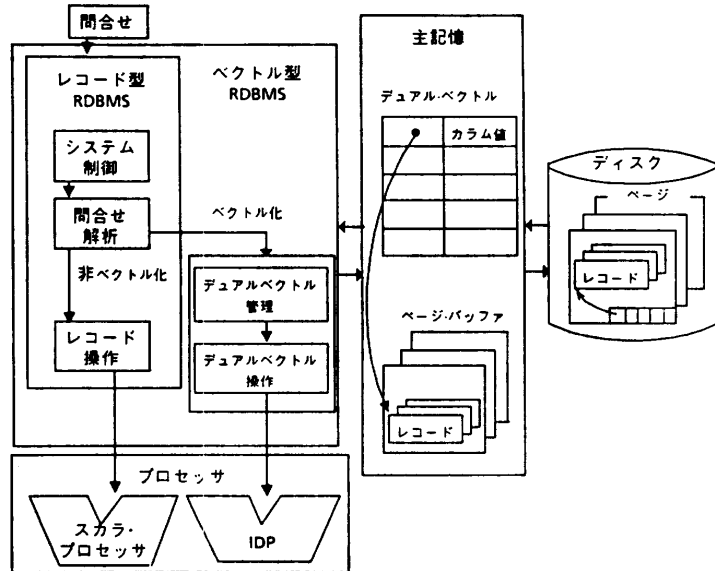 問合せ
レコード型
RDBMS
ベクトル型
RDBMS
システム
制御
問合せ
解析
ベクトル化
非ベクトル化
デュアルベクトル
管理
レコード
操作
デュアルベクトル
操作
主記憶
デュアル・ベクトル
カラム値
ページ・バッファ
レコード
ディスク
ページ
レコード
プロセッサ
スカラ・
プロセッサ
IDP